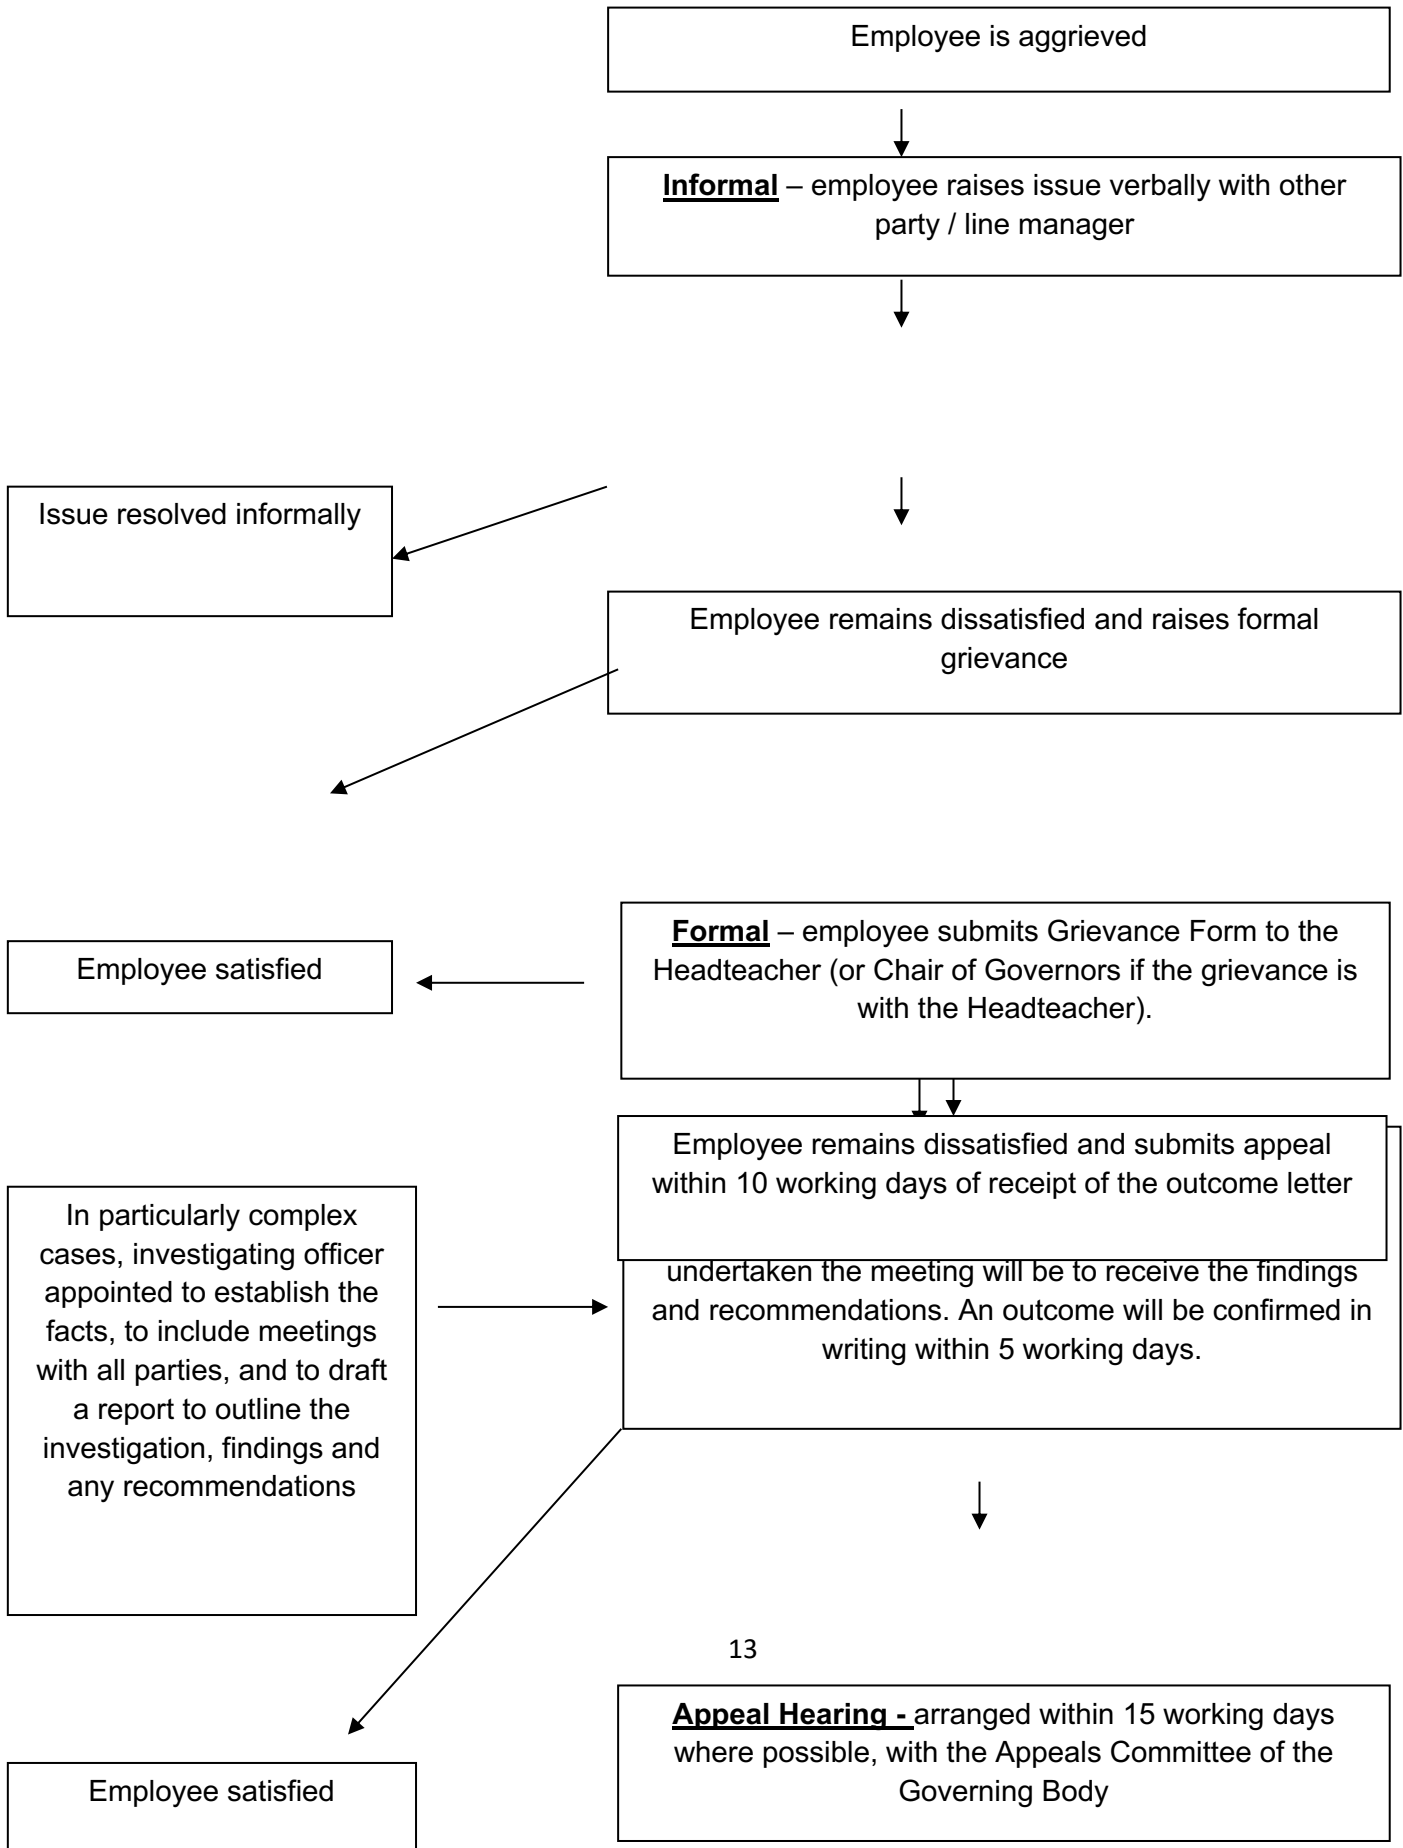 Employee is aggrieved
Informal – employee raises issue verbally with other
party / line manager
Issue resolved informally
Employee remains dissatisfied and raises formal
grievance
Formal – employee submits Grievance Form to the
Headteacher (or Chair of Governors if the grievance is
with the Headteacher).
Employee satisfied
Employee remains dissatisfied and submits appeal
within 10 working days of receipt of the outcome letter
In particularly complex
cases, investigating officer
appointed to establish the
facts, to include meetings
with all parties, and to draft
a report to outline the
investigation, findings and
any recommendations
undertaken the meeting will be to receive the findings
and recommendations. An outcome will be confirmed in
writing within 5 working days.
13
Appeal Hearing - arranged within 15 working days
where possible, with the Appeals Committee of the
Governing Body
Employee satisfied